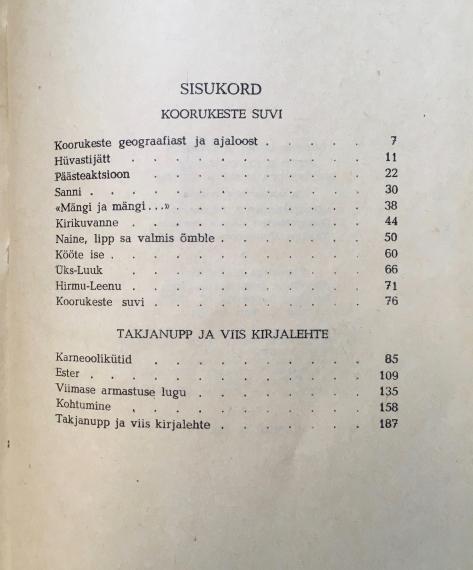 SISUKORD
KOORUKESTE SUVI
Koorukeste geograafiast ja ajaloost . . . . . 7
Hüvastijätt . . . . . . . . . . . 11
Päästeaktsioon . . . . . . . . . . 22
Sanni . . . . . . . . . . . . . 30
«Mängi ja mängi...» . . . . . . . . . 38
Kirikuvanne . . . . . . . . . . . 44
Naine, lipp sa valmis õmble . . . . . . . 50
Kööte ise . . . . . . . . . . . . 60
Üks-Luuk . . . . . . . . . . . 66
Hirmu-Leenu . . . . . . . . . . . 71
Koorukeste suvi . . . . . . . . . . 76
TAKJANUPP JA VIIS KIRJALEHTE
Karneoolikütid . . . . . . . . . . 85
Ester . . . . . . . . . . . . . 109
Viimase armastuse lugu . . . . . . . . 135
Kohtumine . . . . . . . . . . . 158
Takjanupp ja viis kirjalehte . . . . . . . 187